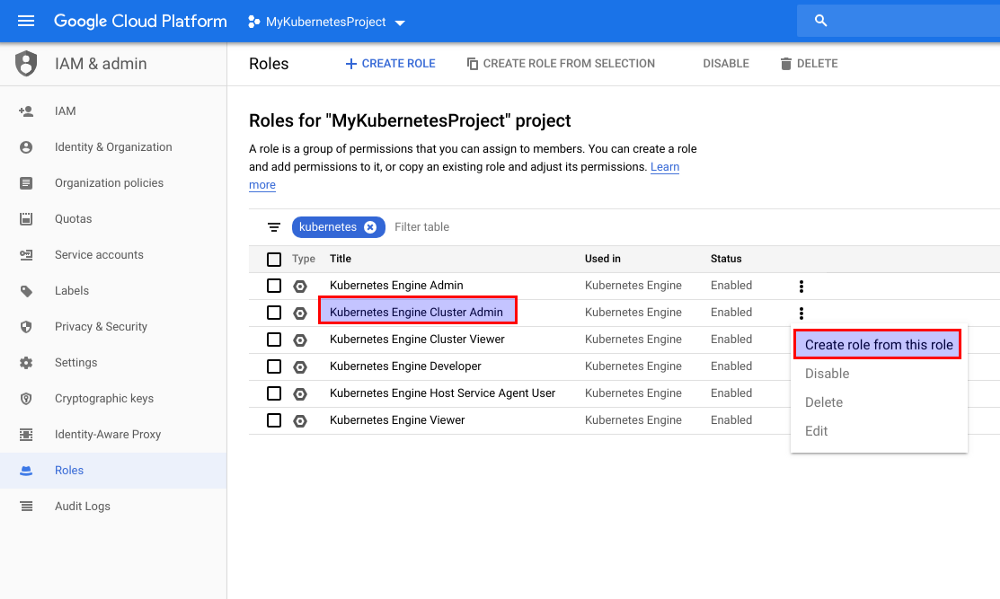 Google Cloud Platform MyKubernetesProject
IAM & admin
Roles CREATE ROLE CREATE ROLE FROM SELECTION DISABLE DELETE
IAM
Identity & Organization
Organization policies
Quotas
Service accounts
Labels
Privacy & Security
Settings
Cryptographic keys
Identity-Aware Proxy
Roles
Audit Logs
Roles for "MyKubernetesProject" project
A role is a group of permissions that you can assign to members. You can create a role
and add permissions to it, or copy an existing role and adjust its permissions. Learn
more
kubernetes Filter table
Type Title Used in Status
Kubernetes Engine Admin Kubernetes Engine Enabled
Kubernetes Engine Cluster Admin Kubernetes Engine Enabled
Kubernetes Engine Cluster Viewer Kubernetes Engine Enabled
Kubernetes Engine Developer Kubernetes Engine Enabled
Kubernetes Engine Host Service Agent User Kubernetes Engine Enabled
Kubernetes Engine Viewer Kubernetes Engine Enabled
Create role from this role
Disable
Delete
Edit